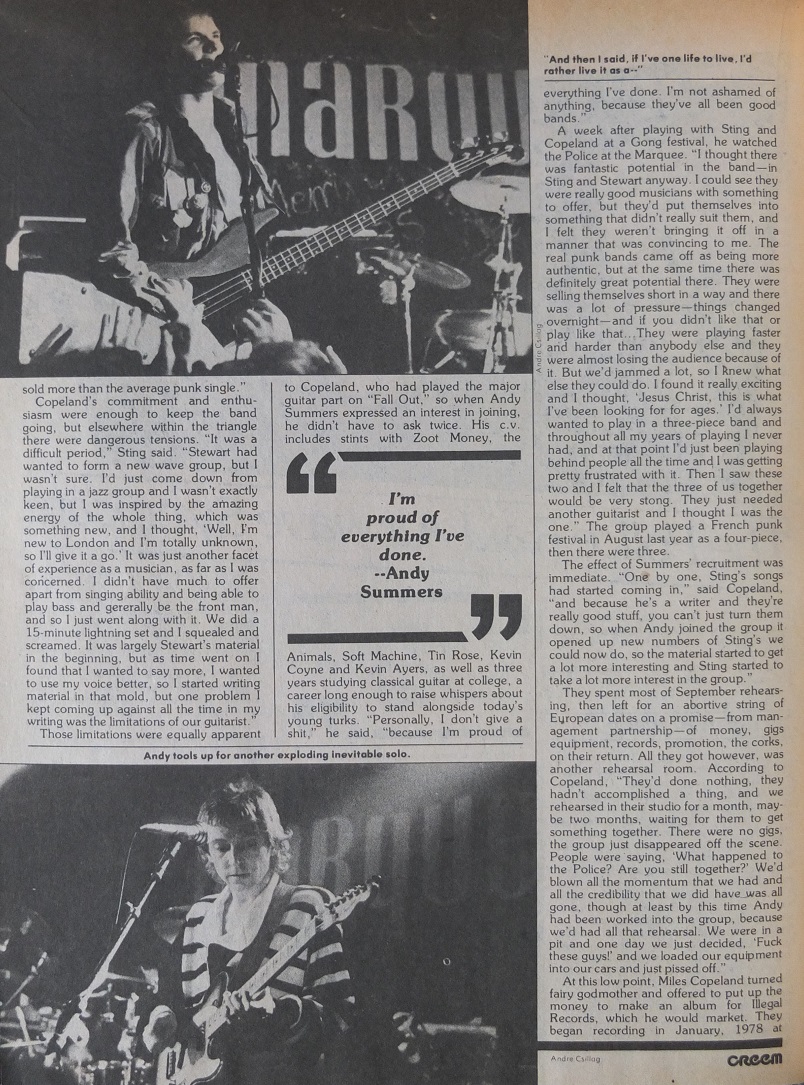 maRqu
sold more than the average punk single."
Copeland's commitment and enthu-
siasm were enough to keep the band
going, but elsewhere within the triangle
there were dangerous tensions. "It was a
difficult period," Sting said. "Stewart had
wanted to form a new wave group, but I
wasn't sure. I'd just come down from
playing in a jazz group and I wasn't exactly
keen, but I was inspired by the amazing
energy of the whole thing, which was
something new, and I thought, 'Well, I'm
new to London and I'm totally unknown,
so I'll give it a go.' It was just another facet
of experience as a musician, as far as I was
concerned. I didn't have much to offer
apart from singing ability and being able to
play bass and gererally be the front man,
and so I just went along with it. We did a
15-minute lightning set and I squealed and
screamed. It was largely Stewart's material
in the beginning, but as time went on I
found that I wanted to say more, I wanted
to use my voice better, so I started writing
material in that mold, but one problem I
kept coming up against all the time in my
writing was the limitations of our guitarist."
Those limitations were equally apparent
to Copeland, who had played the major
guitar part on "Fall Out," so when Andy
Summers expressed an interest in joining,
he didn't have to ask twice. His c.v.
includes stints with Zoot Money, the
"I'm
proud of
everything I've
done.
--Andy
Summers"
Animals, Soft Machine, Tin Rose, Kevin
Coyne and Kevin Ayers, as well as three
years studying classical guitar at college, a
career long enough to raise whispers about
his eligibility to stand alongside today's
young turks. "Personally, I don't give a
shit," he said, "because I'm proud of
Andy tools up for another exploding inevitable solo.
"And then I said, if I've one life to live, I'd
rather live it as a--"
everything I've done. I'm not ashamed of
anything, because they've all been good
bands."
A week after playing with Sting and
Copeland at a Gong festival, he watched
the Police at the Marquee. "I thought there
was fantastic potential in the band—in
Sting and Stewart anyway. I could see they
were really good musicians with something
to offer, but they'd put themselves into
something that didn't really suit them, and
I felt they weren't bringing it off in a
manner that was convincing to me. The
real punk bands came off as being more
authentic, but at the same time there was
definitely great potential there. They were
selling themselves short in a way and there
was a lot of pressure—things changed
overnight—and if you didn't like that or
play like that...They were playing faster
and harder than anybody else and they
were almost losing the audience because of
it. But we'd jammed a lot, so I knew what
else they could do. I found it really exciting
and I thought, 'Jesus Christ, this is what
I've been looking for for ages.' I'd always
wanted to play in a three-piece band and
throughout all my years of playing I never
had, and at that point I'd just been playing
behind people all the time and I was getting
pretty frustrated with it. Then I saw these
two and I felt that the three of us together
would be very stong. They just needed
another guitarist and I thought I was the
one." The group played a French punk
festival in August last year as a four-piece,
then there were three.
The effect of Summers' recruitment was
immediate. "One by one, Sting's songs
had started coming in," said Copeland,
"and because he's a writer and they're
really good stuff, you can't just turn them
down, so when Andy joined the group it
opened up new numbers of Sting's we
could now do, so the material started to get
a lot more interesting and Sting started to
take a lot more interest in the group."
They spent most of September rehears-
ing, then left for an abortive string of
European dates on a promise—from man-
agement partnership—of money, gigs
equipment, records, promotion, the corks,
on their return. All they got however, was
another rehearsal room. According to
Copeland, "They'd done nothing, they
hadn't accomplished a thing, and we
rehearsed in their studio for a month, may-
be two months, waiting for them to get
something together. There were no gigs,
the group just disappeared off the scene.
People were saying, 'What happened to
the Police? Are you still together?' We'd
blown all the momentum that we had and
all the credibility that we did have was all
gone, though at least by this time Andy
had been worked into the group, because
we'd had all that rehearsal. We were in a
pit and one day we just decided, 'Fuck
these guys!' and we loaded our equipment
into our cars and just pissed off."
At this low point, Miles Copeland turned
fairy godmother and offered to put up the
money to make an album for Illegal
Records, which he would market. They
began recording in January, 1978 at
Andre Csillag
Andre Csillag
CREEM